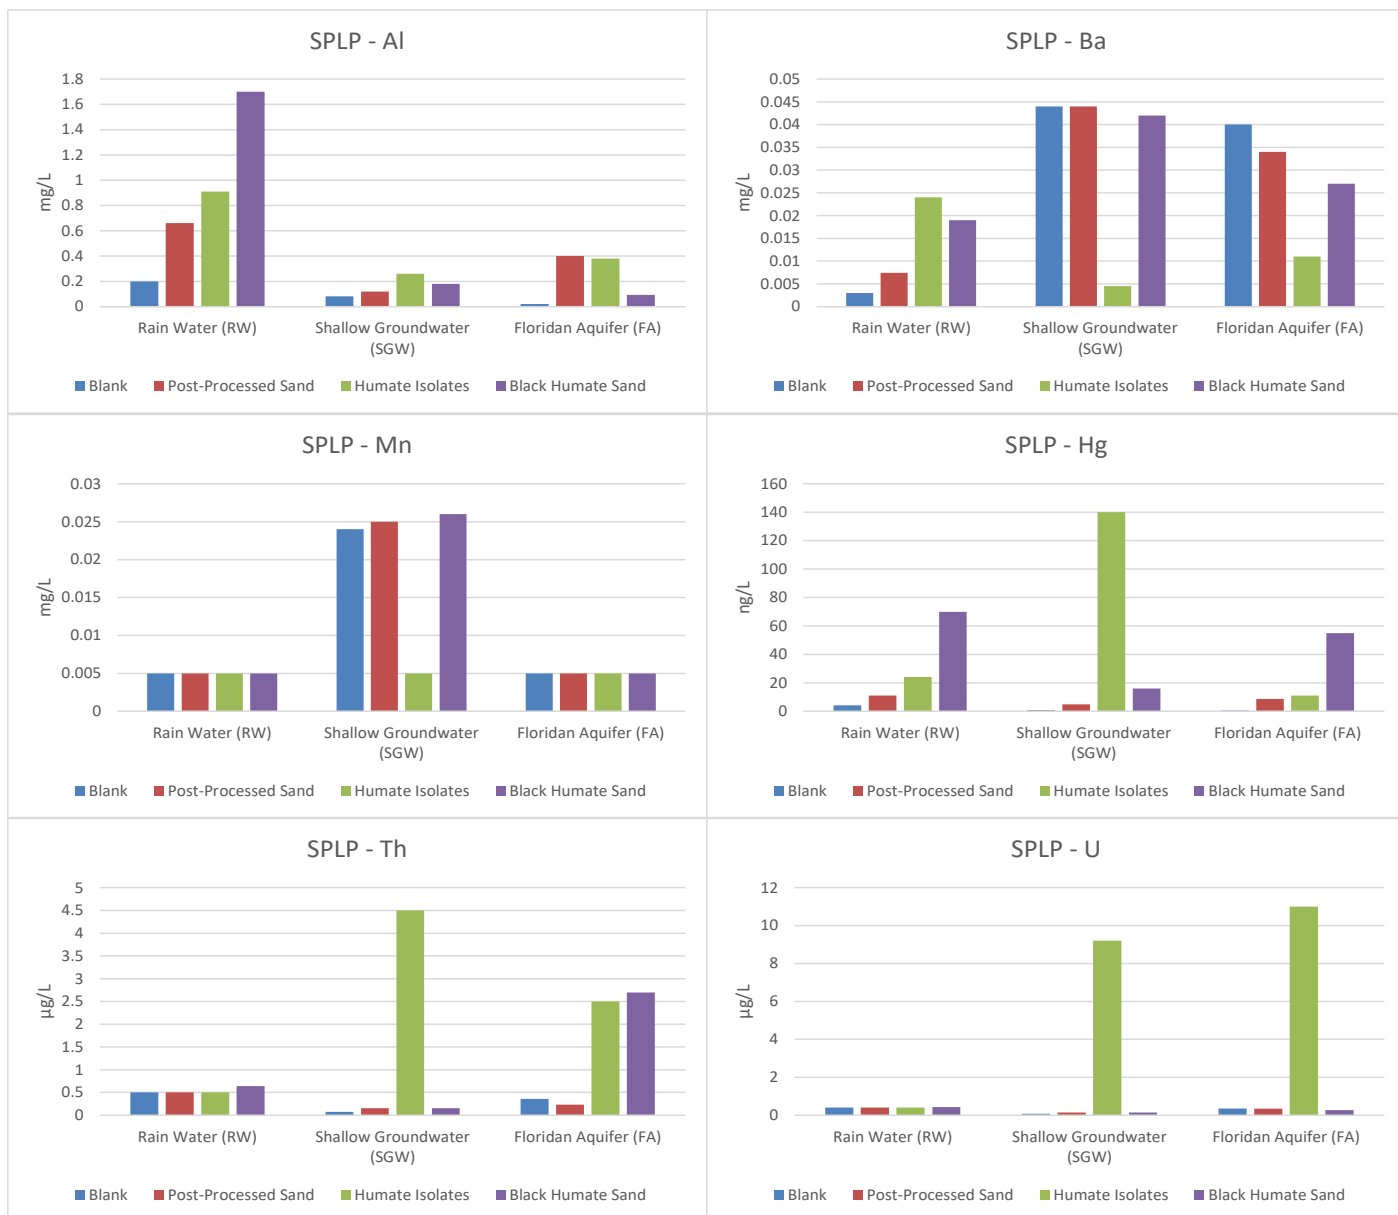 SPLP - Al
1.8
1.6
1.4
1.2
1
0.8
0.6
0.4
0.2
0
mg/L
Rain Water (RW)
Shallow Groundwater
(SGW)
Floridan Aquifer (FA)
Blank
Post-Processed Sand
Humate Isolates
Black Humate Sand
SPLP - Ba
0.05
0.045
0.04
0.035
0.03
0.025
0.02
0.015
0.01
0.005
0
mg/L
Rain Water (RW)
Shallow Groundwater
(SGW)
Floridan Aquifer (FA)
Blank
Post-Processed Sand
Humate Isolates
Black Humate Sand
SPLP - Mn
0.03
0.025
0.02
0.015
0.01
0.005
0
mg/L
Rain Water (RW)
Shallow Groundwater
(SGW)
Floridan Aquifer (FA)
Blank
Post-Processed Sand
Humate Isolates
Black Humate Sand
SPLP - Hg
160
140
120
100
80
60
40
20
0
ng/L
Rain Water (RW)
Shallow Groundwater
(SGW)
Floridan Aquifer (FA)
Blank
Post-Processed Sand
Humate Isolates
Black Humate Sand
SPLP - Th
5
4.5
4
3.5
3
2.5
2
1.5
1
0.5
0
µg/L
Rain Water (RW)
Shallow Groundwater
(SGW)
Floridan Aquifer (FA)
Blank
Post-Processed Sand
Humate Isolates
Black Humate Sand
SPLP - U
12
10
8
6
4
2
0
µg/L
Rain Water (RW)
Shallow Groundwater
(SGW)
Floridan Aquifer (FA)
Blank
Post-Processed Sand
Humate Isolates
Black Humate Sand